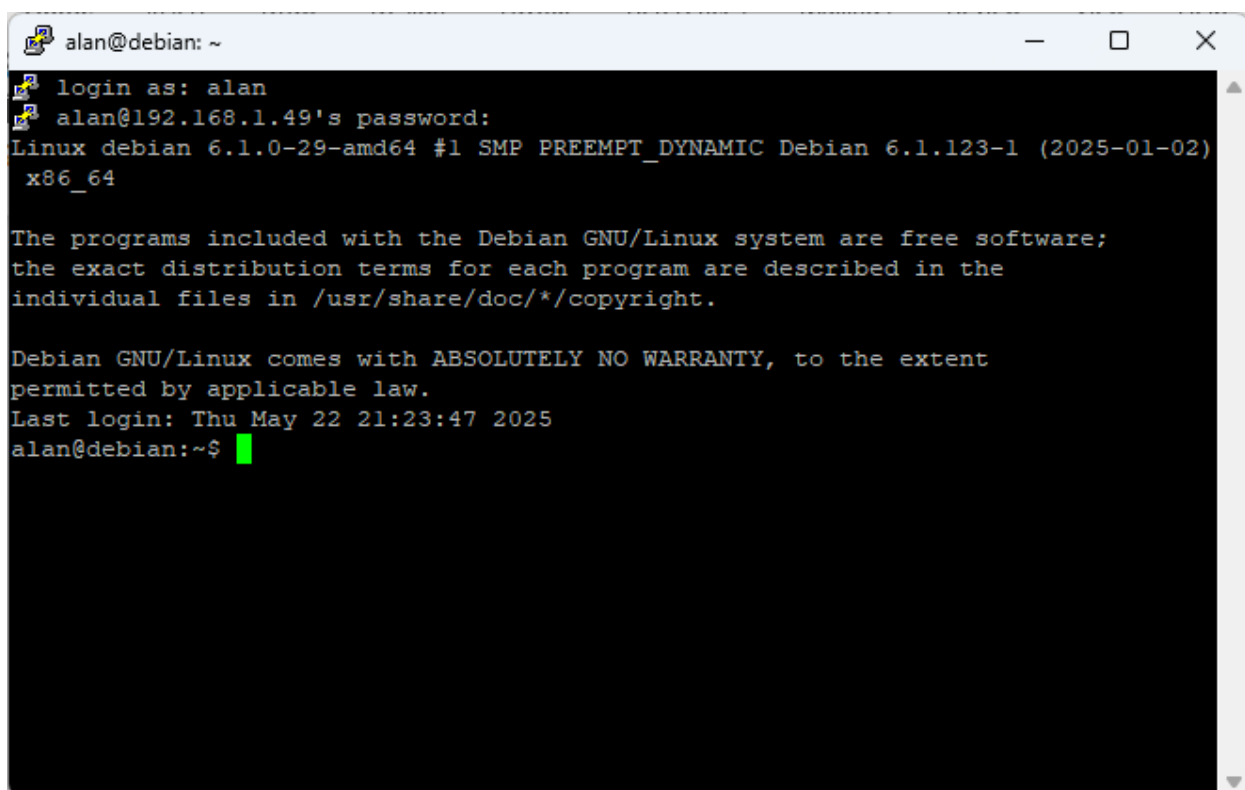 alan@debian: ~
login as: alan
alan@192.168.1.49's password:
Linux debian 6.1.0-29-amd64 #1 SMP PREEMPT_DYNAMIC Debian 6.1.123-1 (2025-01-02)
x86_64
The programs included with the Debian GNU/Linux system are free software;
the exact distribution terms for each program are described in the
individual files in /usr/share/doc/*/copyright.
Debian GNU/Linux comes with ABSOLUTELY NO WARRANTY, to the extent
permitted by applicable law.
Last login: Thu May 22 21:23:47 2025
alan@debian:~$